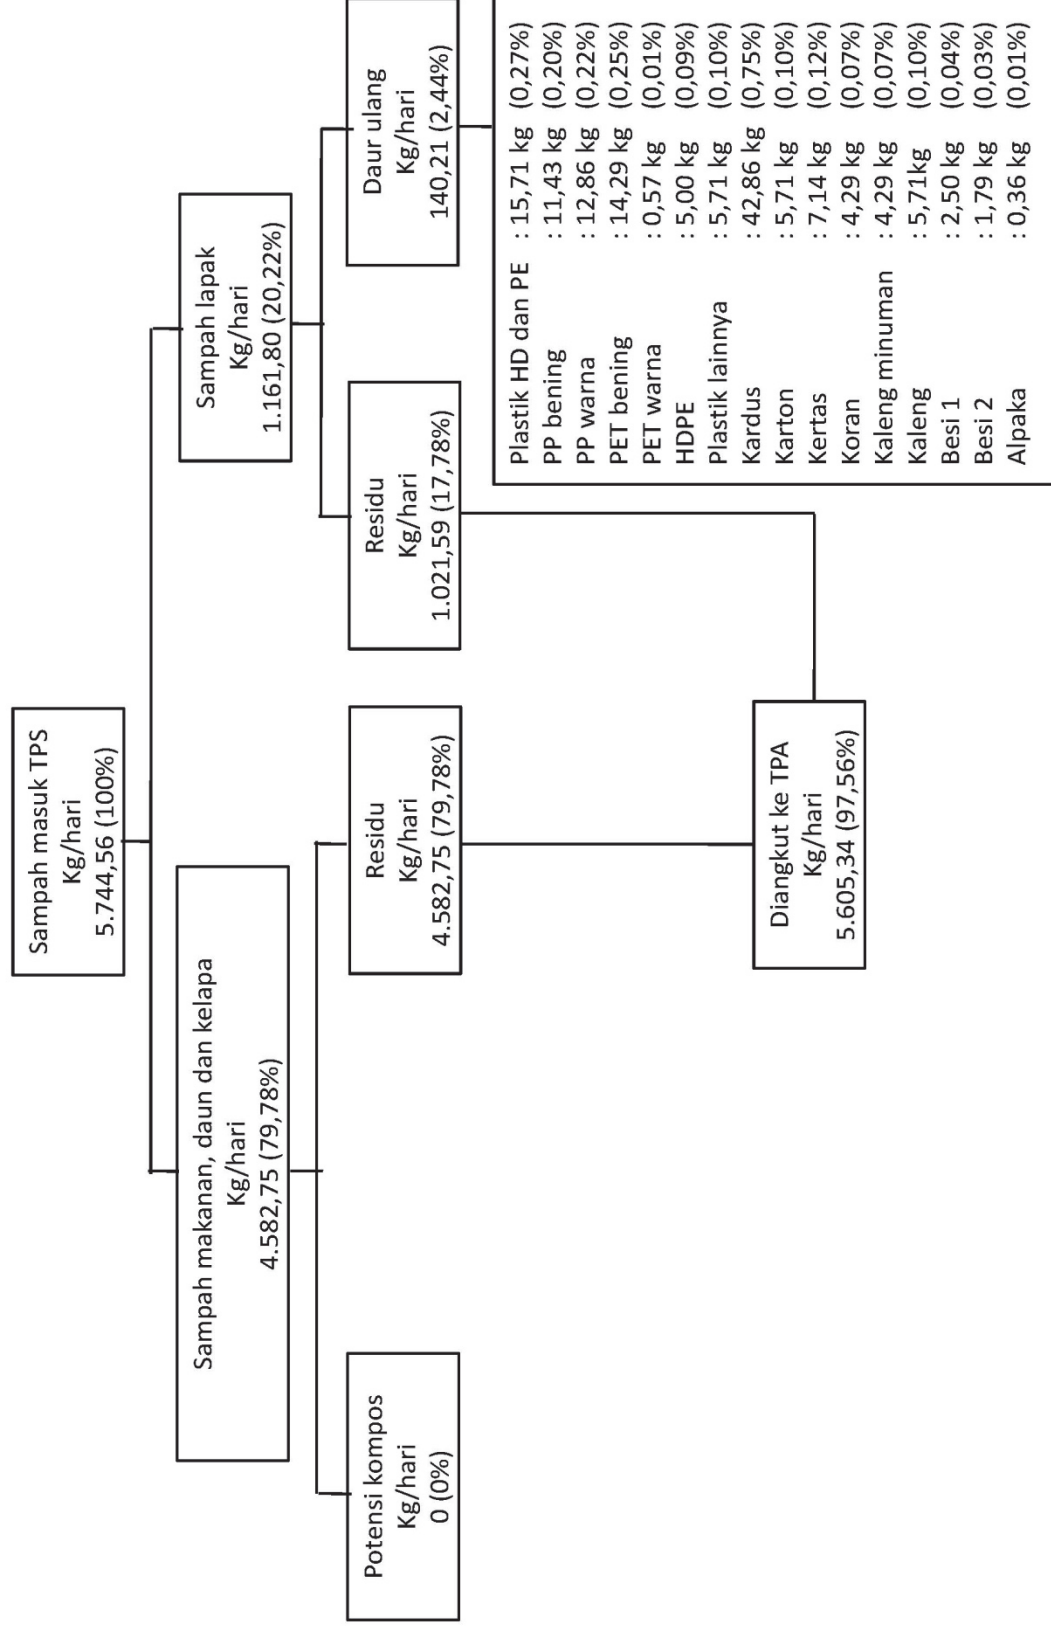 Sampah masuk TPS
Kg/hari
5.744,56 (100%)
Sampah makanan, daun dan kelapa
Kg/hari
4.582,75 (79,78%)
Sampah lapak
Kg/hari
1.161,80 (20,22%)
Potensi kompos
Kg/hari
0 (0%)
Residu
Kg/hari
4.582,75 (79,78%)
Residu
Kg/hari
1.021,59 (17,78%)
Daur ulang
Kg/hari
140,21 (2,44%)
Plastik HD dan PE : 15,71 kg (0,27%)
PP bening : 11,43 kg (0,20%)
PP warna : 12,86 kg (0,22%)
PET bening : 14,29 kg (0,25%)
PET warna : 0,57 kg (0,01%)
HDPE : 5,00 kg (0,09%)
Plastik lainnya : 5,71 kg (0,10%)
Kardus : 42,86 kg (0,75%)
Karton : 5,71 kg (0,10%)
Kertas : 7,14 kg (0,12%)
Koran : 4,29 kg (0,07%)
Kaleng minuman : 4,29 kg (0,07%)
Kaleng : 5,71kg (0,10%)
Besi 1 : 2,50 kg (0,04%)
Besi 2 : 1,79 kg (0,03%)
Alpaka : 0,36 kg (0,01%)
Diangkut ke TPA
Kg/hari
5.605,34 (97,56%)